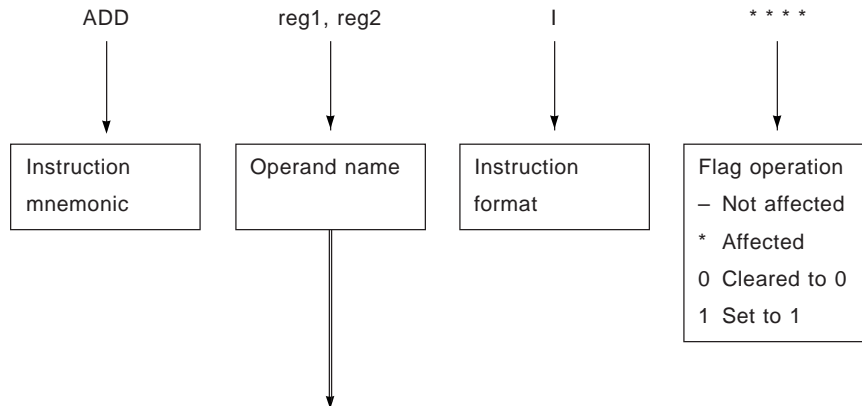 ADD
reg1, reg2
I
* * * *
Instruction
mnemonic
Operand name
Instruction
format
Flag operation
– Not affected
* Affected
0 Cleared to 0
1 Set to 1